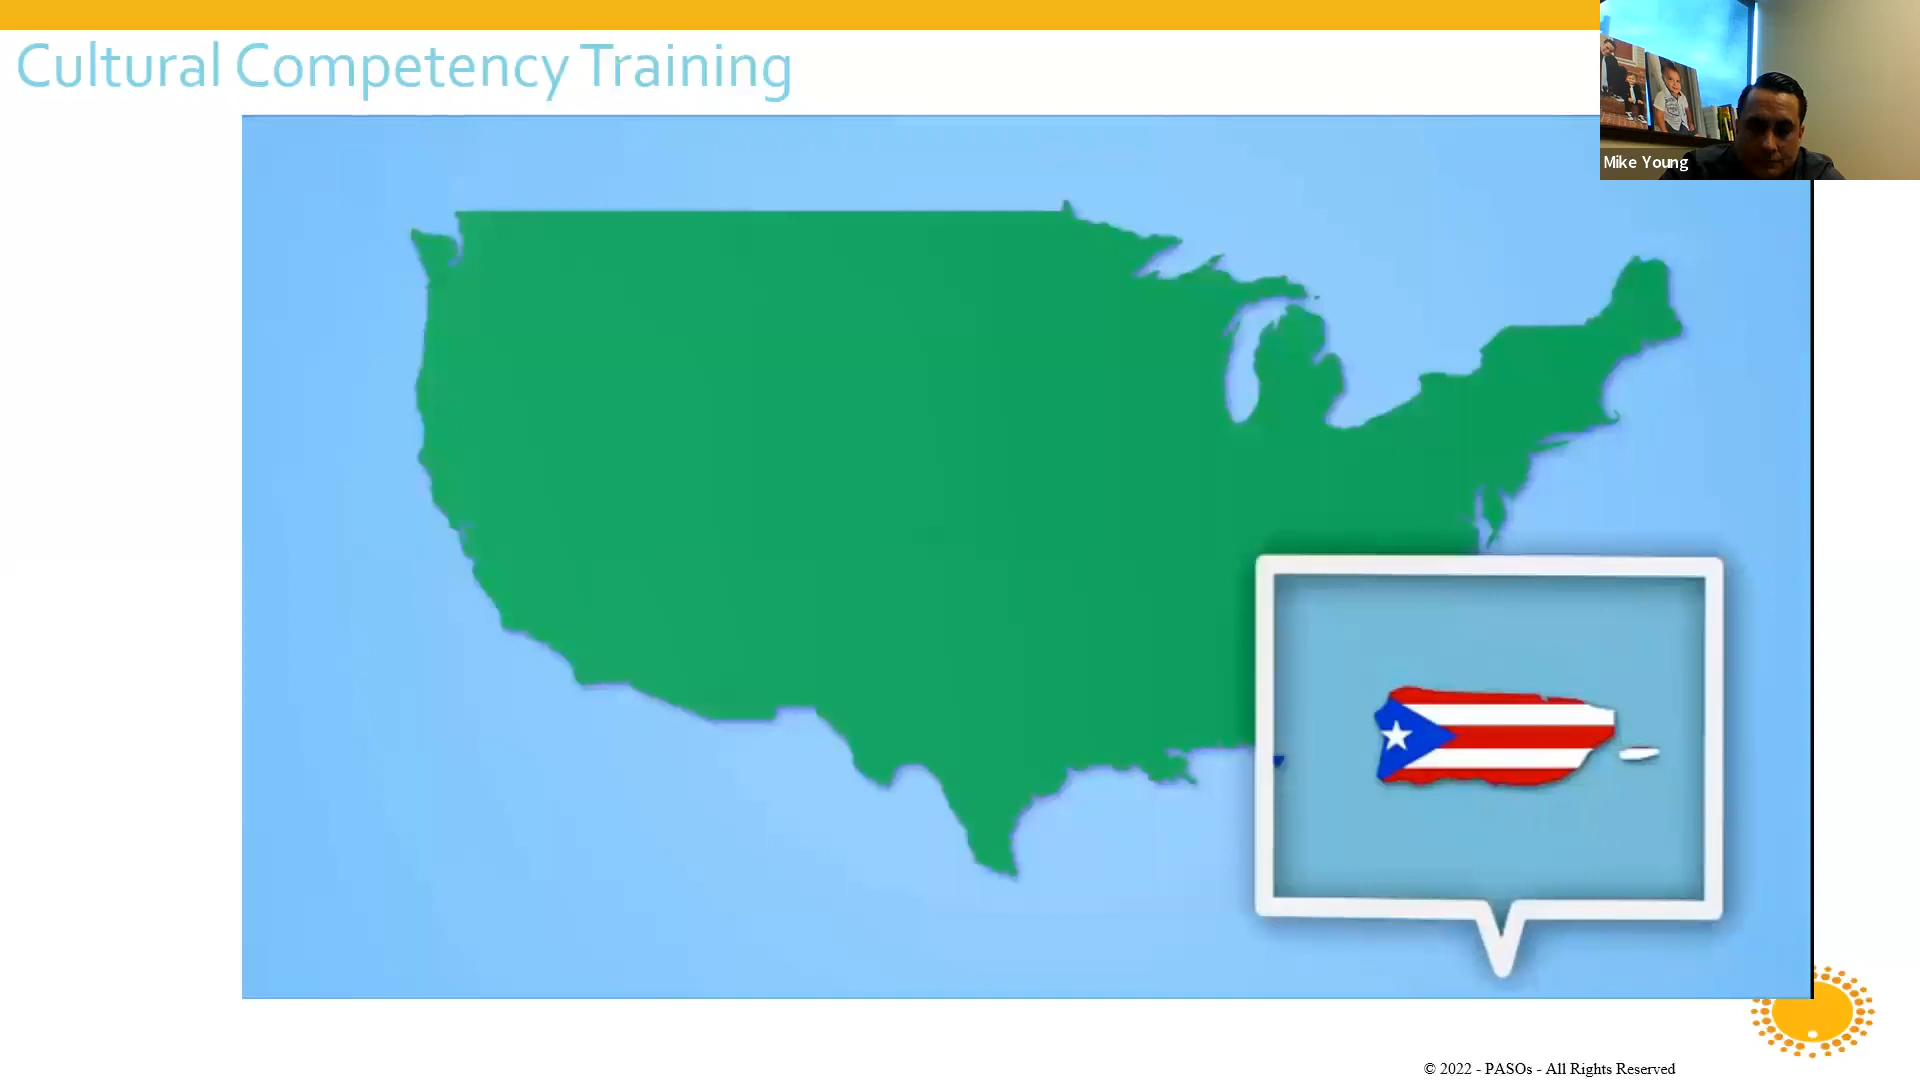 Cultural Competency Training
Mike Young
© 2022 - PASOs - All Rights Reserved